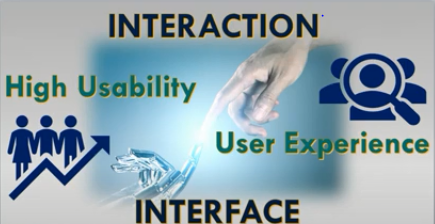 INTERACTION
High Usability
User Experience
INTERFACE